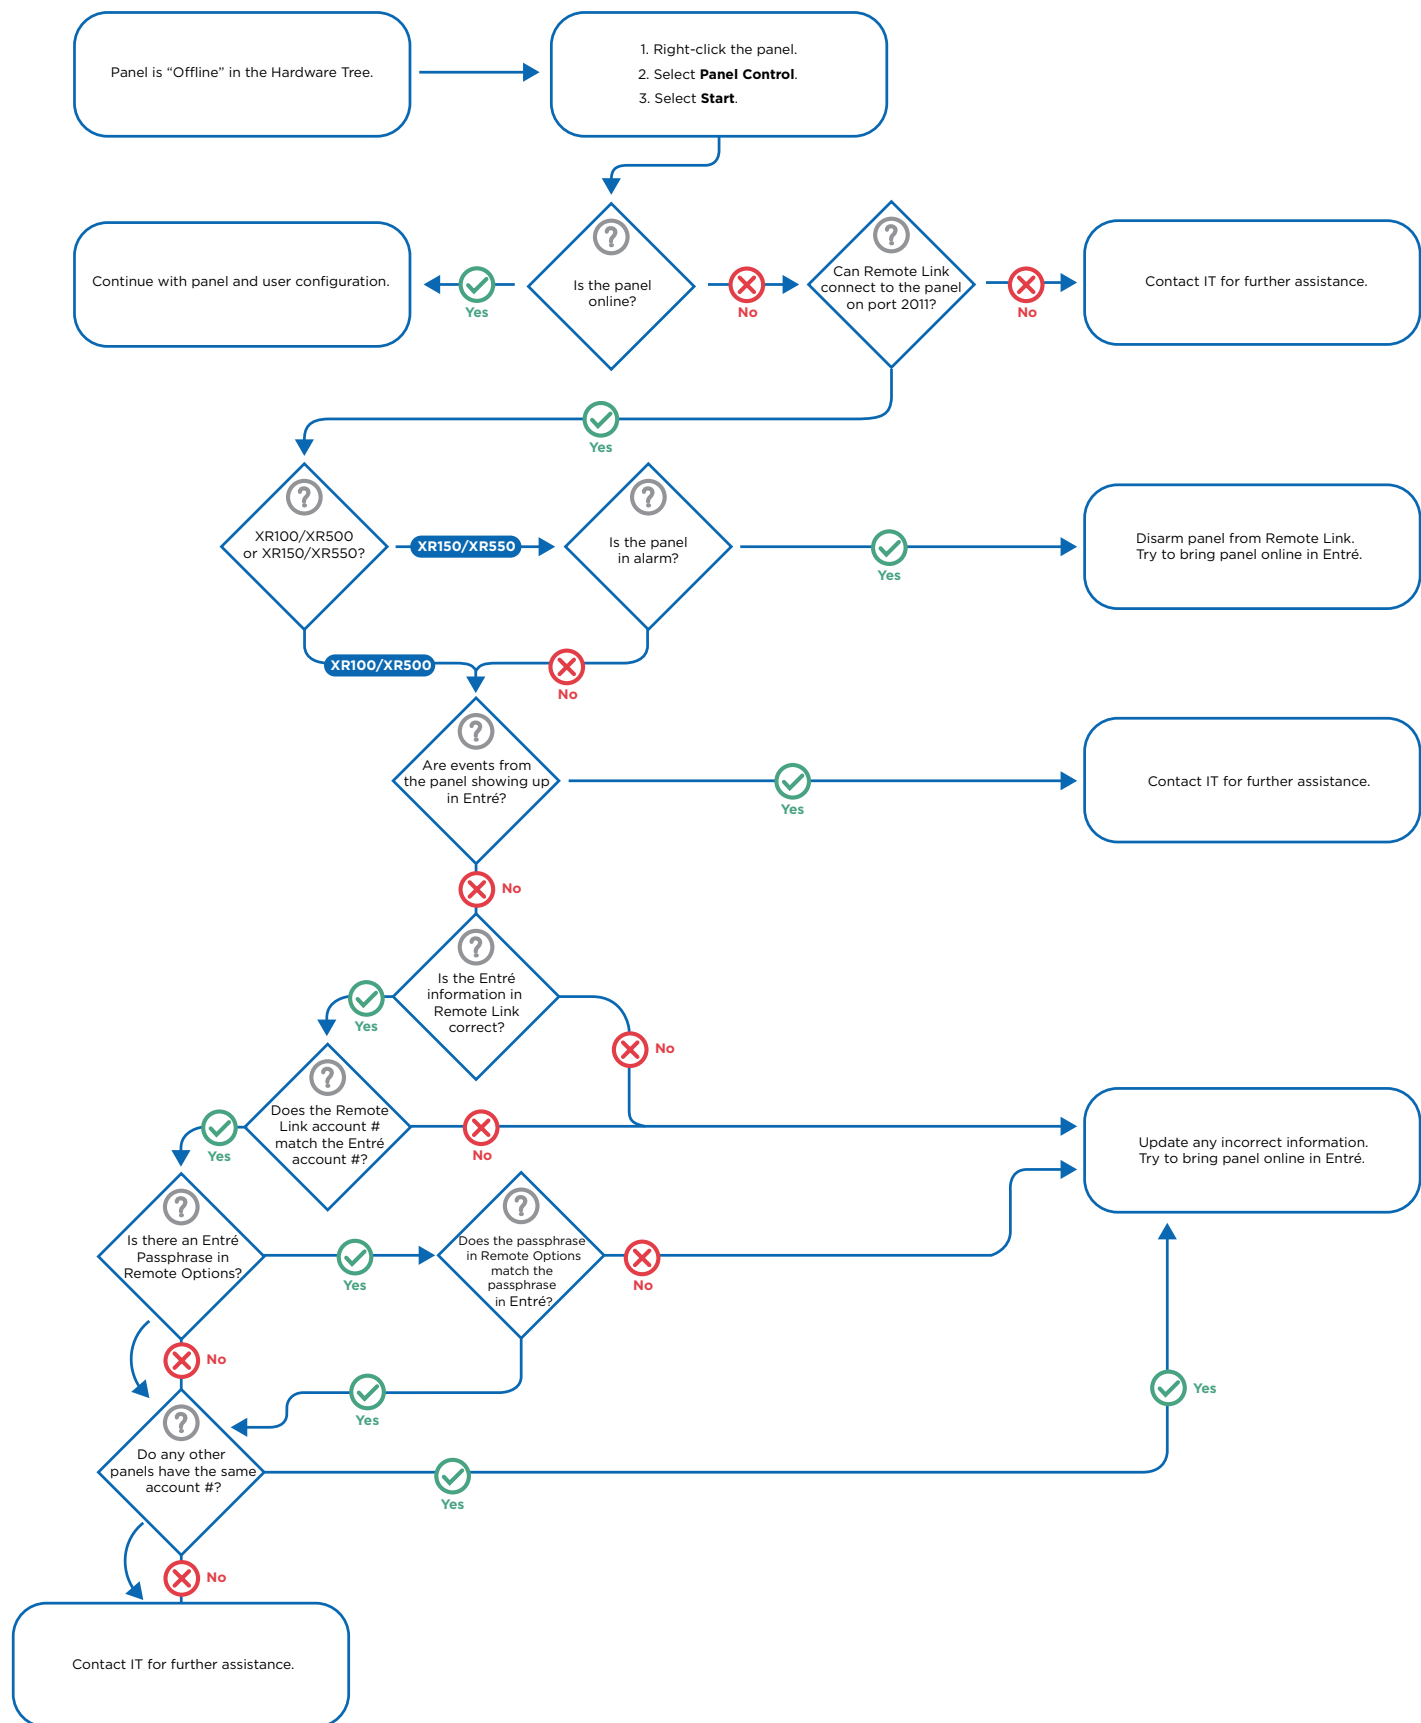 Panel is “Offline” in the Hardware Tree.
1. Right-click the panel.
2. Select Panel Control.
3. Select Start.
Continue with panel and user configuration.
Yes
Is the panel
online?
No
Can Remote Link
connect to the panel
on port 2011?
No
Contact IT for further assistance.
Yes
XR100/XR500
or XR150/XR550?
XR150/XR550
Is the panel
in alarm?
Yes
Disarm panel from Remote Link.
Try to bring panel online in Entré.
XR100/XR500
No
Are events from
the panel showing up
in Entré?
Yes
Contact IT for further assistance.
No
Is the Entré
information in
Remote Link
correct?
Yes
No
Does the Remote
Link account #
match the Entré
account #?
Yes
No
Update any incorrect information.
Try to bring panel online in Entré.
Is there an Entré
Passphrase in
Remote Options?
Yes
Does the passphrase
in Remote Options
match the
passphrase
in Entré?
No
No
Yes
Yes
Do any other
panels have the same
account #?
Yes
No
Contact IT for further assistance.